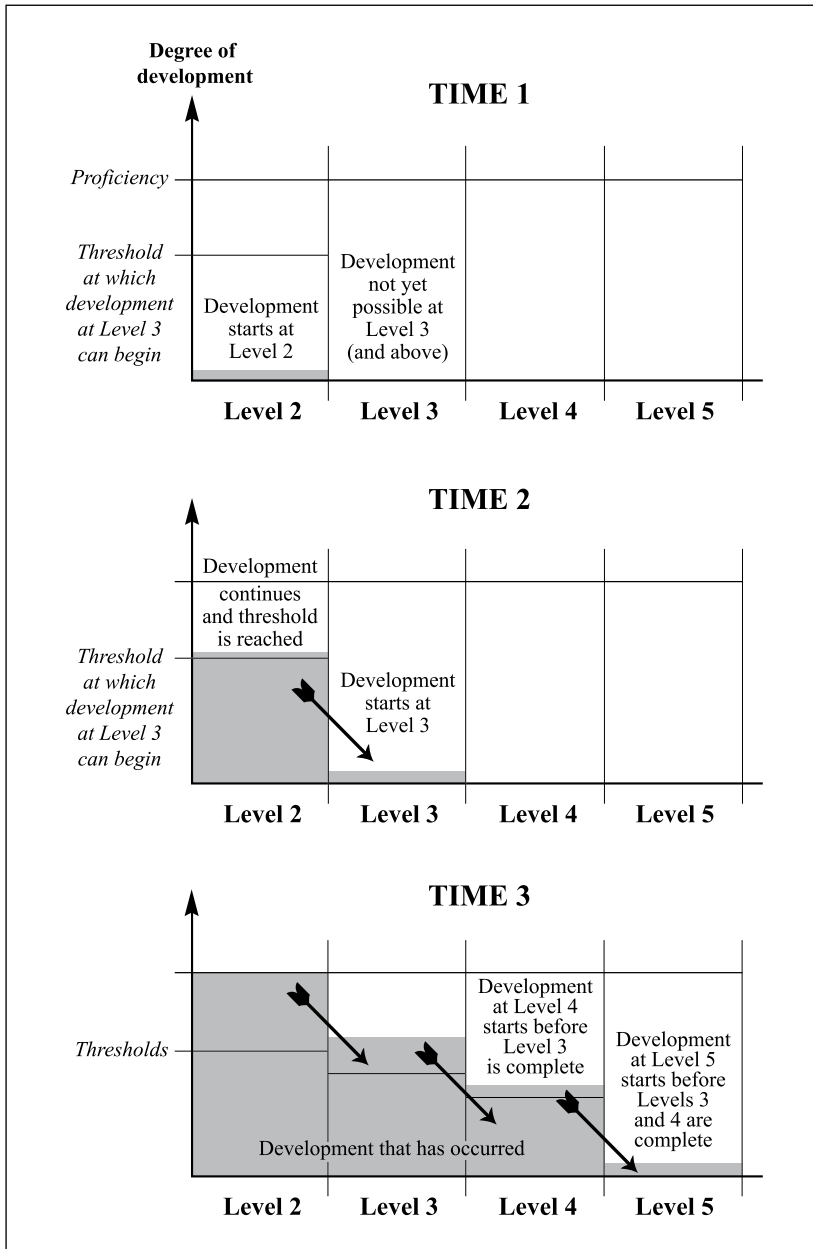 Degree of
development
TIME 1
Proficiency
Threshold
at which
development
at Level 3
can begin
Development
starts at
Level 2
Development
not yet
possible at
Level 3
(and above)
Level 2
Level 3
Level 4
Level 5
TIME 2
Development
continues
and threshold
is reached
Threshold
at which
development
at Level 3
can begin
Development
starts at
Level 3
Level 2
Level 3
Level 4
Level 5
TIME 3
Thresholds
Development
at Level 4
starts before
Level 3
is complete
Development
at Level 5
starts before
Levels 3
and 4 are
complete
Development that has occurred
Level 2
Level 3
Level 4
Level 5